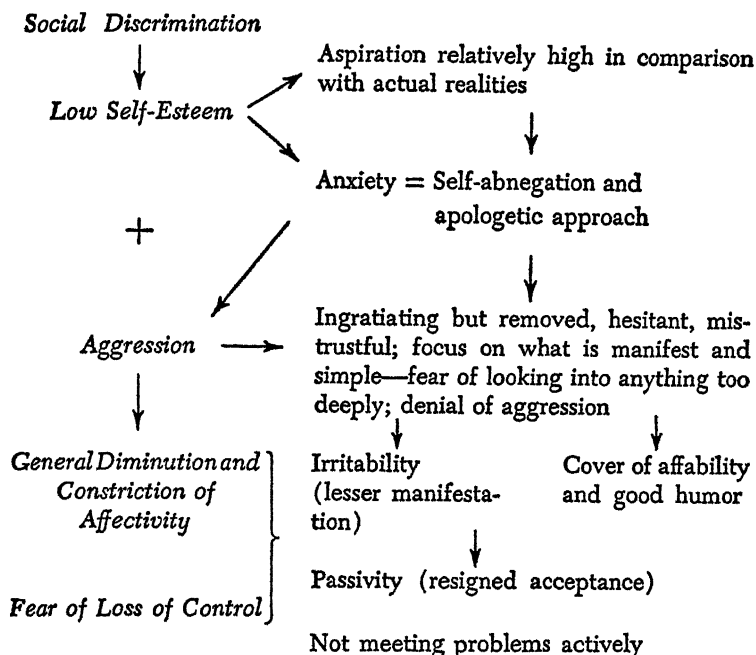 Social Discrimination
Aspiration relatively high in comparison
with actual realities
Low Self-Esteem
Anxiety = Self-abnegation and
apologetic approach
+
Ingratiating but removed, hesitant, mis-
trustful; focus on what is manifest and
simple—fear of looking into anything too
deeply; denial of aggression
Aggression
General Diminution and
Constriction of
Affectivity
Irritability
(lesser manifesta-
tion)
Cover of affability
and good humor
Passivity (resigned acceptance)
Fear of Loss of Control
Not meeting problems actively